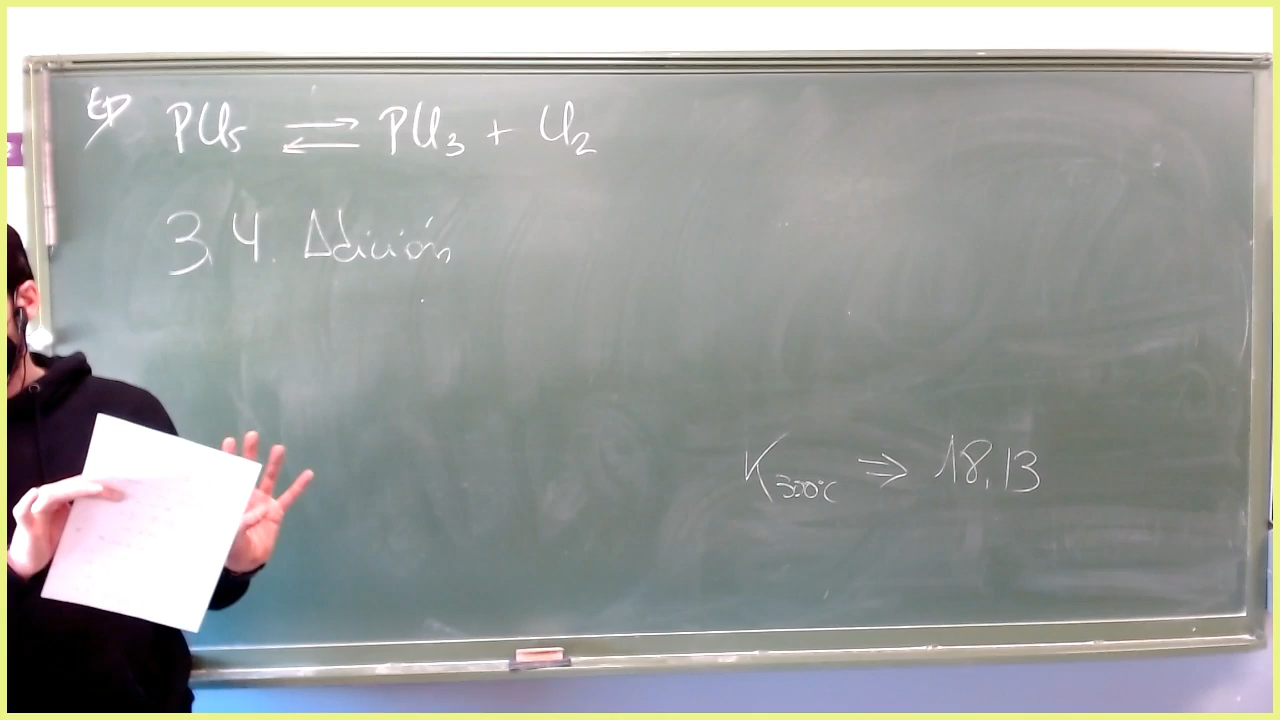 Ej PCl₅ ⇌ PCl₃ + Cl₂
3.4. Adición
K₃₀₀°C ⇒ 18,13